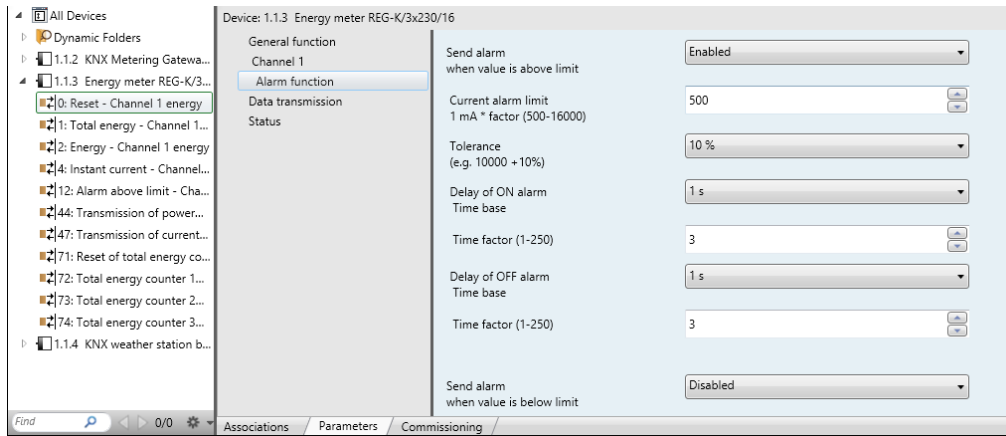 All Devices
Dynamic Folders
1.1.2 KNX Metering Gatewa...
1.1.3 Energy meter REG-K/3...
0: Reset - Channel 1 energy
1: Total energy - Channel 1...
2: Energy - Channel 1 energy
4: Instant current - Channel...
12: Alarm above limit - Cha...
44: Transmission of power...
47: Transmission of current...
71: Reset of total energy co...
72: Total energy counter 1...
73: Total energy counter 2...
74: Total energy counter 3...
1.1.4 KNX weather station b...
Find
0/0
Device: 1.1.3 Energy meter REG-K/3x230/16
General function
Channel 1
Alarm function
Data transmission
Status
Send alarm
when value is above limit
Enabled
Current alarm limit
1 mA * factor (500-16000)
500
Tolerance
(e.g. 10000 +10%)
10 %
Delay of ON alarm
Time base
1 s
Time factor (1-250)
3
Delay of OFF alarm
Time base
1 s
Time factor (1-250)
3
Send alarm
when value is below limit
Disabled
Associations
Parameters
Commissioning